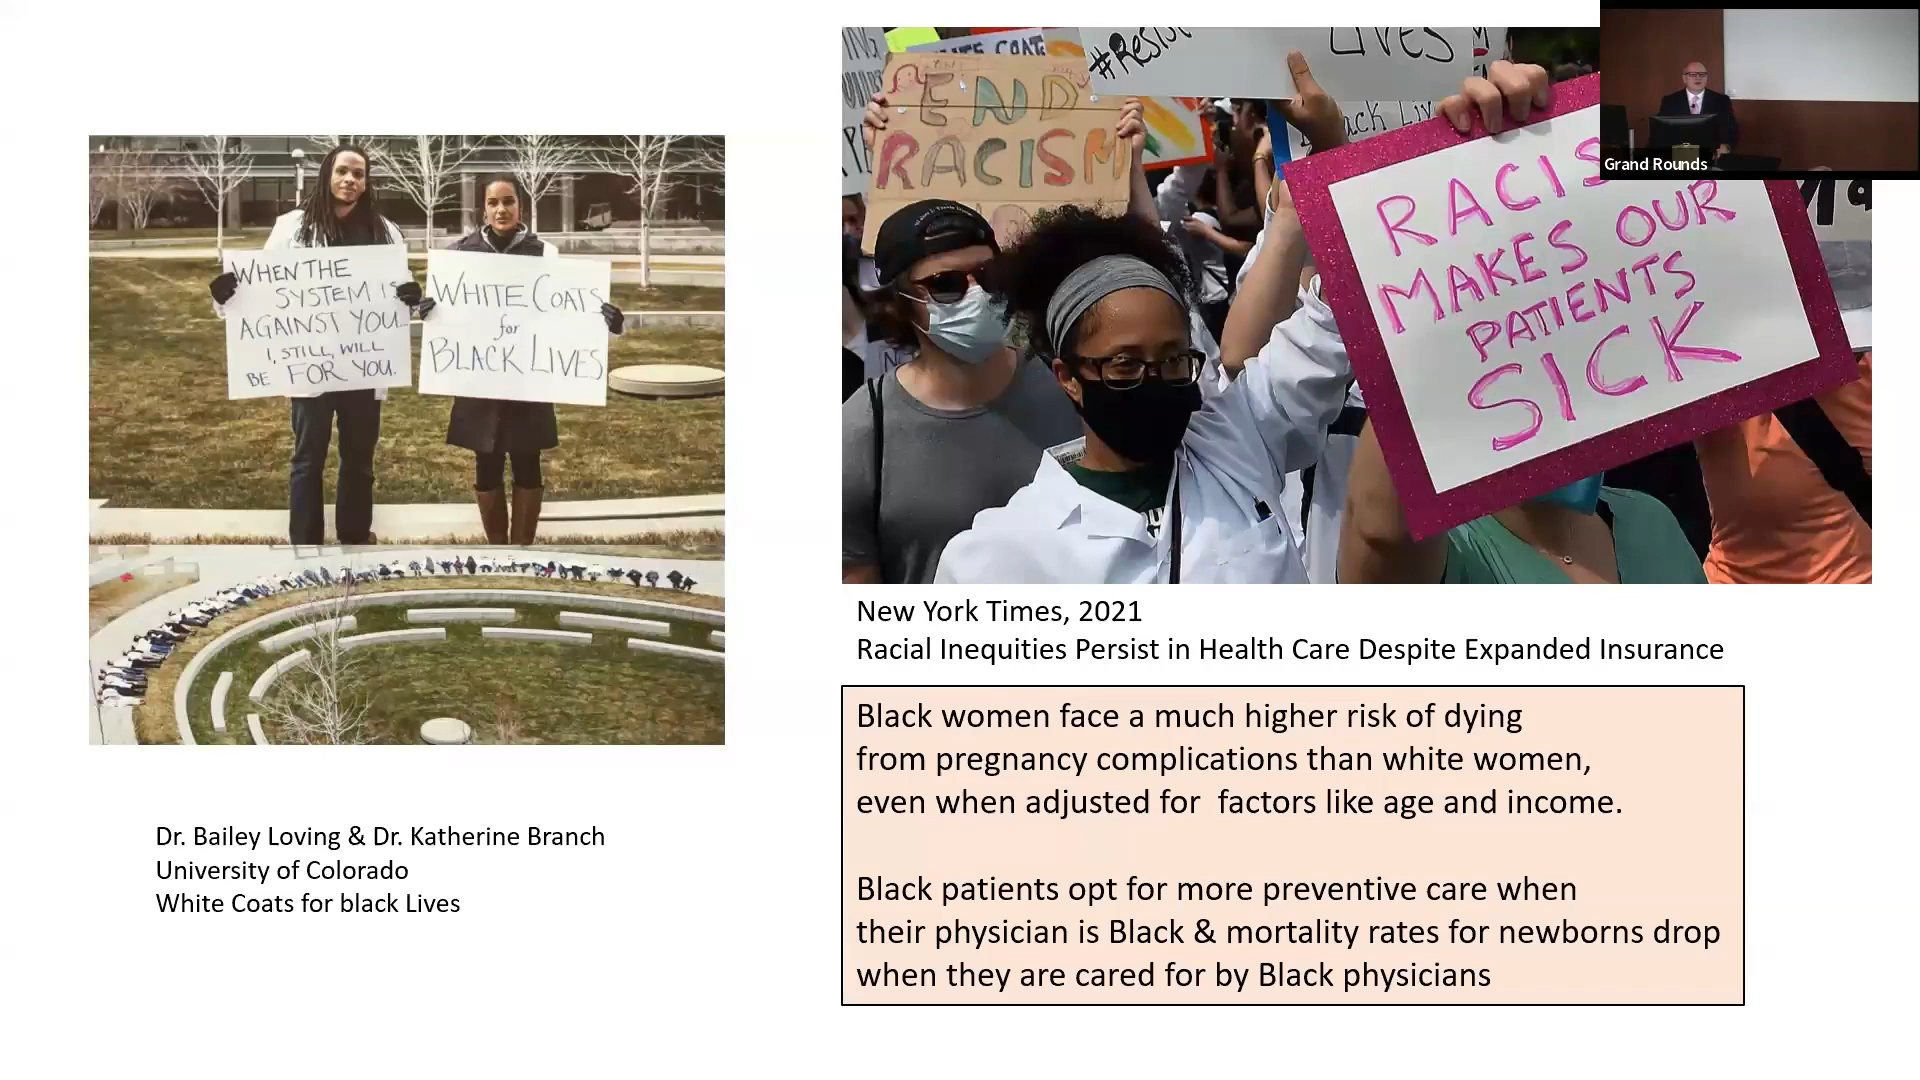 WHEN THE
SYSTEM IS
AGAINST YOU
I STILL WILL
BE FOR YOU.
WHITE COATS
for
BLACK LIVES
Dr. Bailey Loving & Dr. Katherine Branch
University of Colorado
White Coats for black Lives
#Resist
LIVES
END
RACISM
RACIS
MAKES OUR
PATIENTS
SICK
Grand Rounds
New York Times, 2021
Racial Inequities Persist in Health Care Despite Expanded Insurance
Black women face a much higher risk of dying
from pregnancy complications than white women,
even when adjusted for  factors like age and income.
Black patients opt for more preventive care when
their physician is Black & mortality rates for newborns drop
when they are cared for by Black physicians